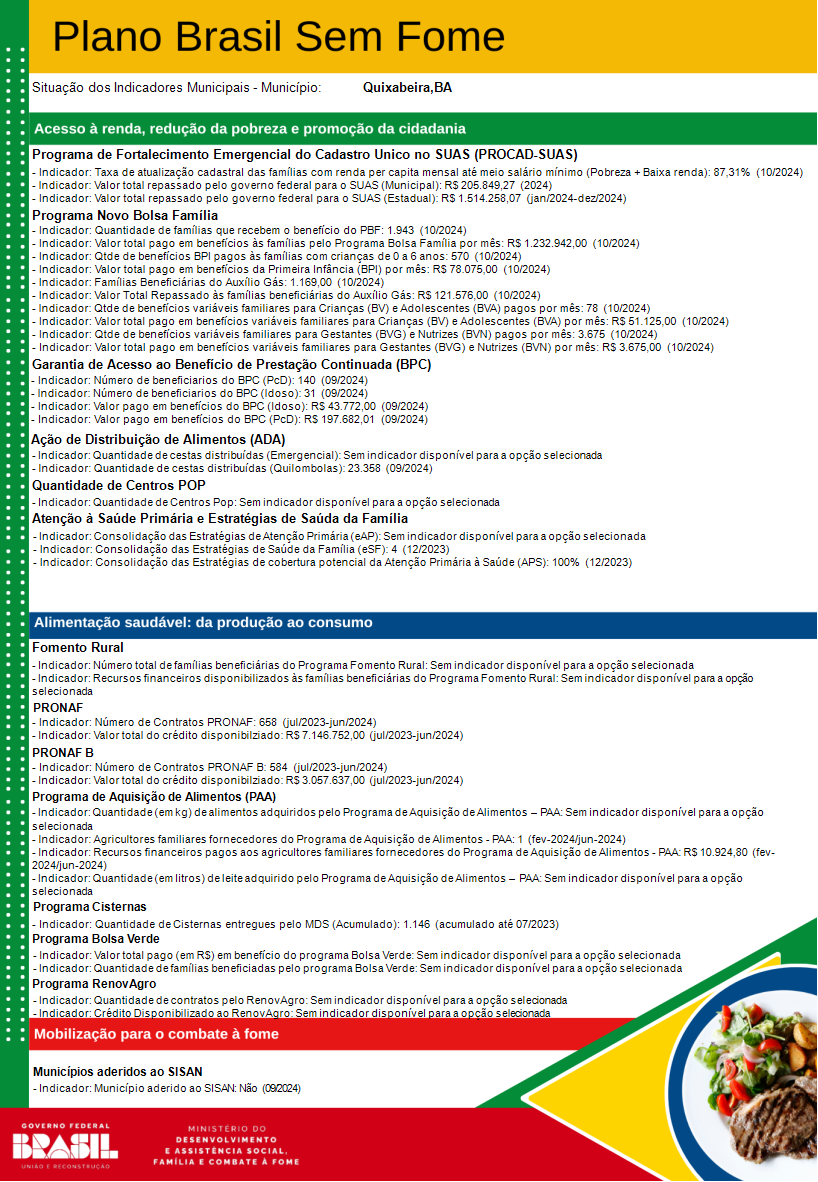 Plano Brasil Sem Fome
Situação dos Indicadores Municipais - Município: Quixabeira,BA
Acesso à renda, redução da pobreza e promoção da cidadania
Programa de Fortalecimento Emergencial do Cadastro Unico no SUAS (PROCAD-SUAS)
- Indicador: Taxa de atualização cadastral das famílias com renda per capita mensal até meio salário mínimo (Pobreza + Baixa renda): 87,31% (10/2024)
- Indicador: Valor total repassado pelo governo federal para o SUAS (Municipal): R$ 205.849,27 (2024)
- Indicador: Valor total repassado pelo governo federal para o SUAS (Estadual): R$ 1.514.258,07 (jan/2024-dez/2024)
Programa Novo Bolsa Família
- Indicador: Quantidade de famílias que recebem o benefício do PBF: 1.943 (10/2024)
- Indicador: Valor total pago em benefícios às famílias pelo Programa Bolsa Família por mês: R$ 1.232.942,00 (10/2024)
- Indicador: Qtde de benefícios BPI pagos às famílias com crianças de 0 a 6 anos: 570 (10/2024)
- Indicador: Valor total pago em benefícios da Primeira Infância (BPI) por mês: R$ 78.075,00 (10/2024)
- Indicador: Famílias Beneficiárias do Auxílio Gás: 1.169,00 (10/2024)
- Indicador: Valor Total Repassado às famílias beneficiárias do Auxílio Gás: R$ 121.576,00 (10/2024)
- Indicador: Qtde de benefícios variáveis familiares para Crianças (BV) e Adolescentes (BVA) pagos por mês: 78 (10/2024)
- Indicador: Valor total pago em benefícios variáveis familiares para Crianças (BV) e Adolescentes (BVA) por mês: R$ 51.125,00 (10/2024)
- Indicador: Qtde de benefícios variáveis familiares para Gestantes (BVG) e Nutrizes (BVN) pagos por mês: 3.675 (10/2024)
- Indicador: Valor total pago em benefícios variáveis familiares para Gestantes (BVG) e Nutrizes (BVN) por mês: R$ 3.675,00 (10/2024)
Garantia de Acesso ao Benefício de Prestação Continuada (BPC)
- Indicador: Número de beneficiarios do BPC (PcD): 140 (09/2024)
- Indicador: Número de beneficiarios do BPC (Idoso): 31 (09/2024)
- Indicador: Valor pago em benefícios do BPC (Idoso): R$ 43.772,00 (09/2024)
- Indicador: Valor pago em benefícios do BPC (PcD): R$ 197.682,01 (09/2024)
Ação de Distribuição de Alimentos (ADA)
- Indicador: Quantidade de cestas distribuídas (Emergencial): Sem indicador disponível para a opção selecionada
- Indicador: Quantidade de cestas distribuídas (Quilombolas): 23.358 (09/2024)
Quantidade de Centros POP
- Indicador: Quantidade de Centros Pop: Sem indicador disponível para a opção selecionada
Atenção à Saúde Primária e Estratégias de Saúda da Família
- Indicador: Consolidação das Estratégias de Atenção Primária (eAP): Sem indicador disponível para a opção selecionada
- Indicador: Consolidação das Estratégias de Saúde da Família (eSF): 4 (12/2023)
- Indicador: Consolidação das Estratégias de cobertura potencial da Atenção Primária à Saúde (APS): 100% (12/2023)
Alimentação saudável: da produção ao consumo
Fomento Rural
- Indicador: Número total de famílias beneficiárias do Programa Fomento Rural: Sem indicador disponível para a opção selecionada
- Indicador: Recursos financeiros disponibilizados às famílias beneficiárias do Programa Fomento Rural: Sem indicador disponível para a opção
selecionada
PRONAF
- Indicador: Número de Contratos PRONAF: 658 (jul/2023-jun/2024)
- Indicador: Valor total do crédito disponibilziado: R$ 7.146.752,00 (jul/2023-jun/2024)
PRONAF B
- Indicador: Número de Contratos PRONAF B: 584 (jul/2023-jun/2024)
- Indicador: Valor total do crédito disponibilziado: R$ 3.057.637,00 (jul/2023-jun/2024)
Programa de Aquisição de Alimentos (PAA)
- Indicador: Quantidade (em kg) de alimentos adquiridos pelo Programa de Aquisição de Alimentos – PAA: Sem indicador disponível para a opção
selecionada
- Indicador: Agricultores familiares fornecedores do Programa de Aquisição de Alimentos - PAA: 1 (fev-2024/jun-2024)
- Indicador: Recursos financeiros pagos aos agricultores familiares fornecedores do Programa de Aquisição de Alimentos - PAA: R$ 10.924,80 (fev-
2024/jun-2024)
- Indicador: Quantidade (em litros) de leite adquirido pelo Programa de Aquisição de Alimentos – PAA: Sem indicador disponível para a opção
selecionada
Programa Cisternas
- Indicador: Quantidade de Cisternas entregues pelo MDS (Acumulado): 1.146 (acumulado até 07/2023)
Programa Bolsa Verde
- Indicador: Valor total pago (em R$) em benefício do programa Bolsa Verde: Sem indicador disponível para a opção selecionada
- Indicador: Quantidade de famílias beneficiadas pelo programa Bolsa Verde: Sem indicador disponível para a opção selecionada
Programa RenovAgro
- Indicador: Quantidade de contratos pelo RenovAgro: Sem indicador disponível para a opção selecionada
- Indicador: Crédito Disponibilizado ao RenovAgro: Sem indicador disponível para a opção selecionada
Mobilização para o combate à fome
Municípios aderidos ao SISAN
- Indicador: Município aderido ao SISAN: Não (09/2024)
GOVERNO FEDERAL
BRASIL
UNIÃO E RECONSTRUÇÃO
MINISTÉRIO DO
DESENVOLVIMENTO
E ASSISTÊNCIA SOCIAL,
FAMÍLIA E COMBATE À FOME